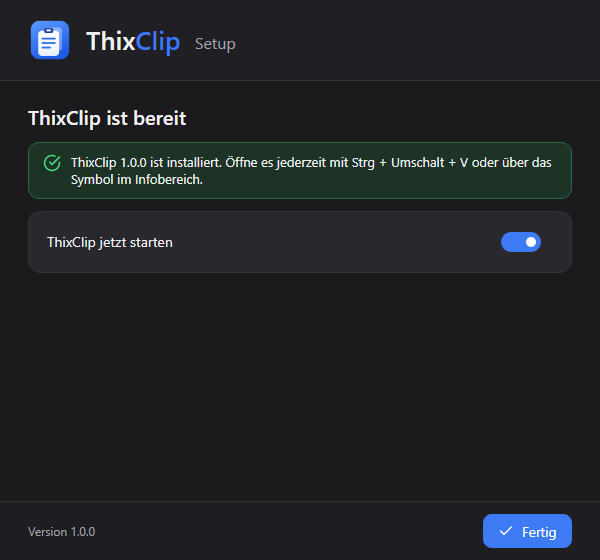 ThixClip Setup
ThixClip ist bereit
ThixClip 1.0.0 ist installiert. Öffne es jederzeit mit Strg + Umschalt + V oder über das
Symbol im Infobereich.
ThixClip jetzt starten
Version 1.0.0
Fertig